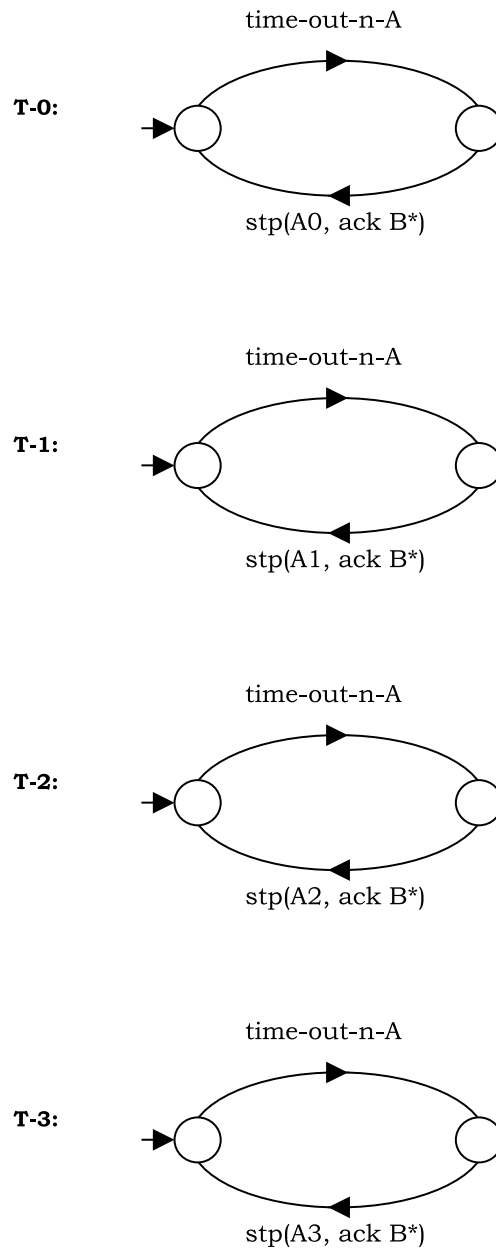 time-out-n-A
T-0:
stp(A0, ack B*)
time-out-n-A
T-1:
stp(A1, ack B*)
time-out-n-A
T-2:
stp(A2, ack B*)
time-out-n-A
T-3:
stp(A3, ack B*)